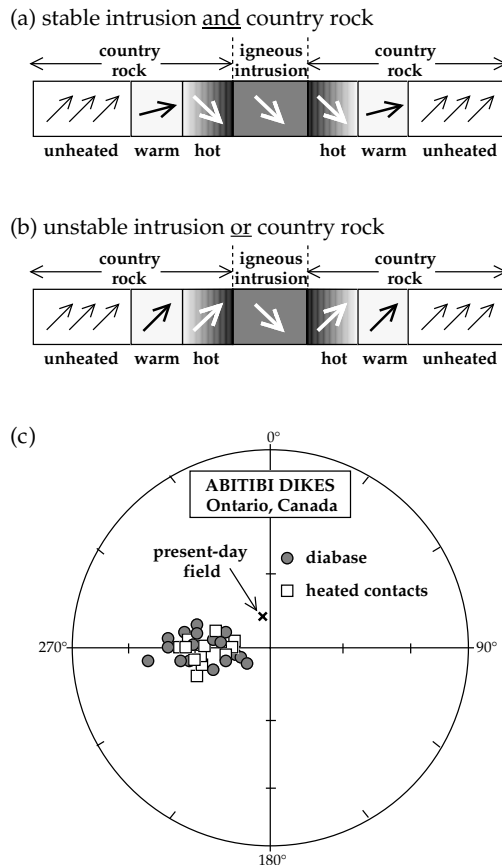 (a) stable intrusion and country rock
country rock
igneous intrusion
country rock
unheated warm hot hot warm unheated
(b) unstable intrusion or country rock
country rock
igneous intrusion
country rock
unheated warm hot hot warm unheated
(c)
0°
ABITIBI DIKES
Ontario, Canada
present-day
field
diabase
heated contacts
270°
90°
180°